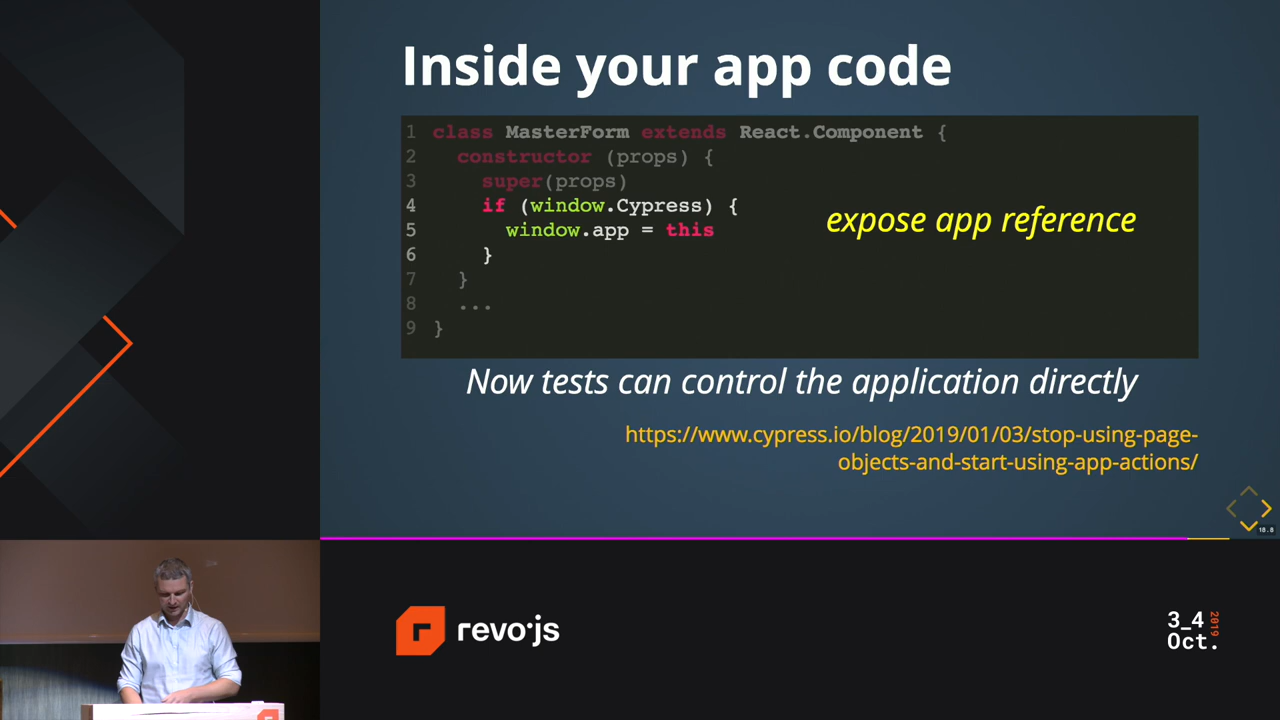 Inside your app code
1 class MasterForm extends React.Component {
2 constructor (props) {
3 super(props)
4 if (window.Cypress) {
5 window.app = this
6 }
7 }
8 ...
9 }
expose app reference
Now tests can control the application directly
https://www.cypress.io/blog/2019/01/03/stop-using-page-
objects-and-start-using-app-actions/
18.8
revo·js
3_4
Oct.
2019